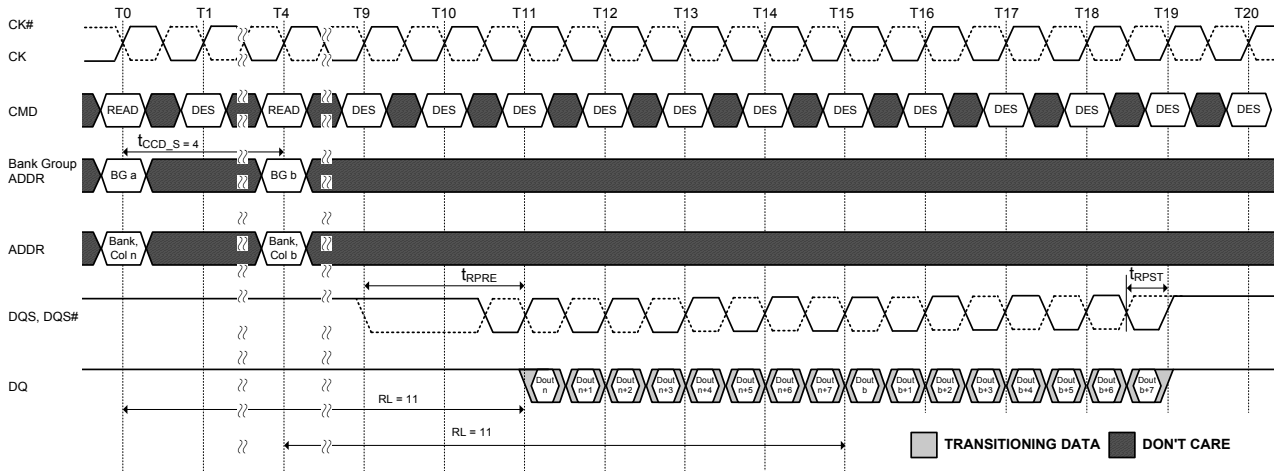 T0 T1 T4 T9 T10 T11 T12 T13 T14 T15 T16 T17 T18 T19 T20
CK#
CK
CMD READ DES READ DES DES DES DES DES DES DES DES DES DES DES DES
tCCD_S = 4
Bank Group
ADDR
BG a BG b
ADDR
Bank,
Col n
Bank,
Col b
tRPRE tRPST
DQS, DQS#
DQ
Dout
n
Dout
n+1
Dout
n+2
Dout
n+3
Dout
n+4
Dout
n+5
Dout
n+6
Dout
n+7
Dout
b
Dout
b+1
Dout
b+2
Dout
b+3
Dout
b+4
Dout
b+5
Dout
b+6
Dout
b+7
RL = 11
RL = 11
TRANSITIONING DATA DON'T CARE